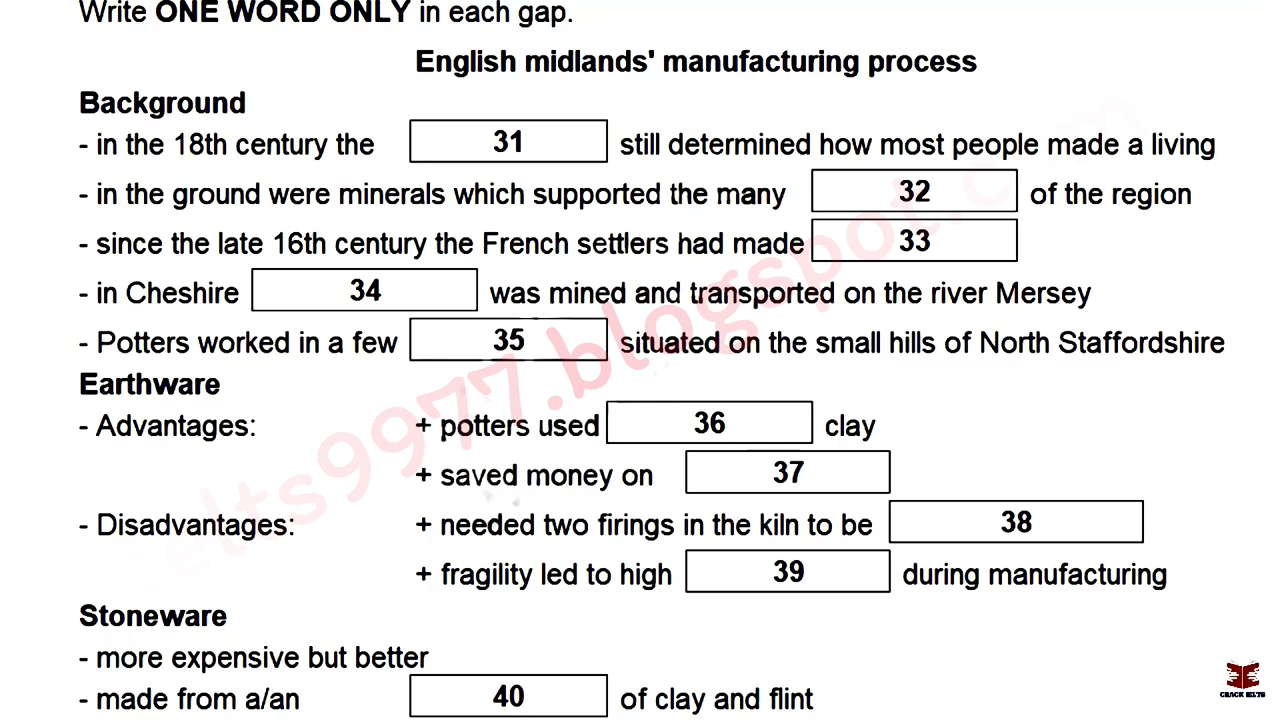 Write ONE WORD ONLY in each gap.
English midlands' manufacturing process
Background
- in the 18th century the 31 still determined how most people made a living
- in the ground were minerals which supported the many 32 of the region
- since the late 16th century the French settlers had made 33
- in Cheshire 34 was mined and transported on the river Mersey
- Potters worked in a few 35 situated on the small hills of North Staffordshire
Earthware
- Advantages: + potters used 36 clay
+ saved money on 37
- Disadvantages: + needed two firings in the kiln to be 38
+ fragility led to high 39 during manufacturing
Stoneware
- more expensive but better
- made from a/an 40 of clay and flint
Ielts9977.blogspot.com
CRACK IELTS